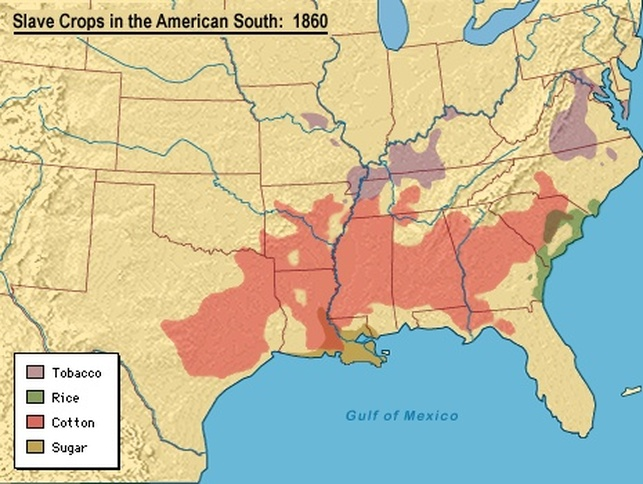 Slave Crops in the American South: 1860
Gulf of Mexico
Tobacco
Rice
Cotton
Sugar